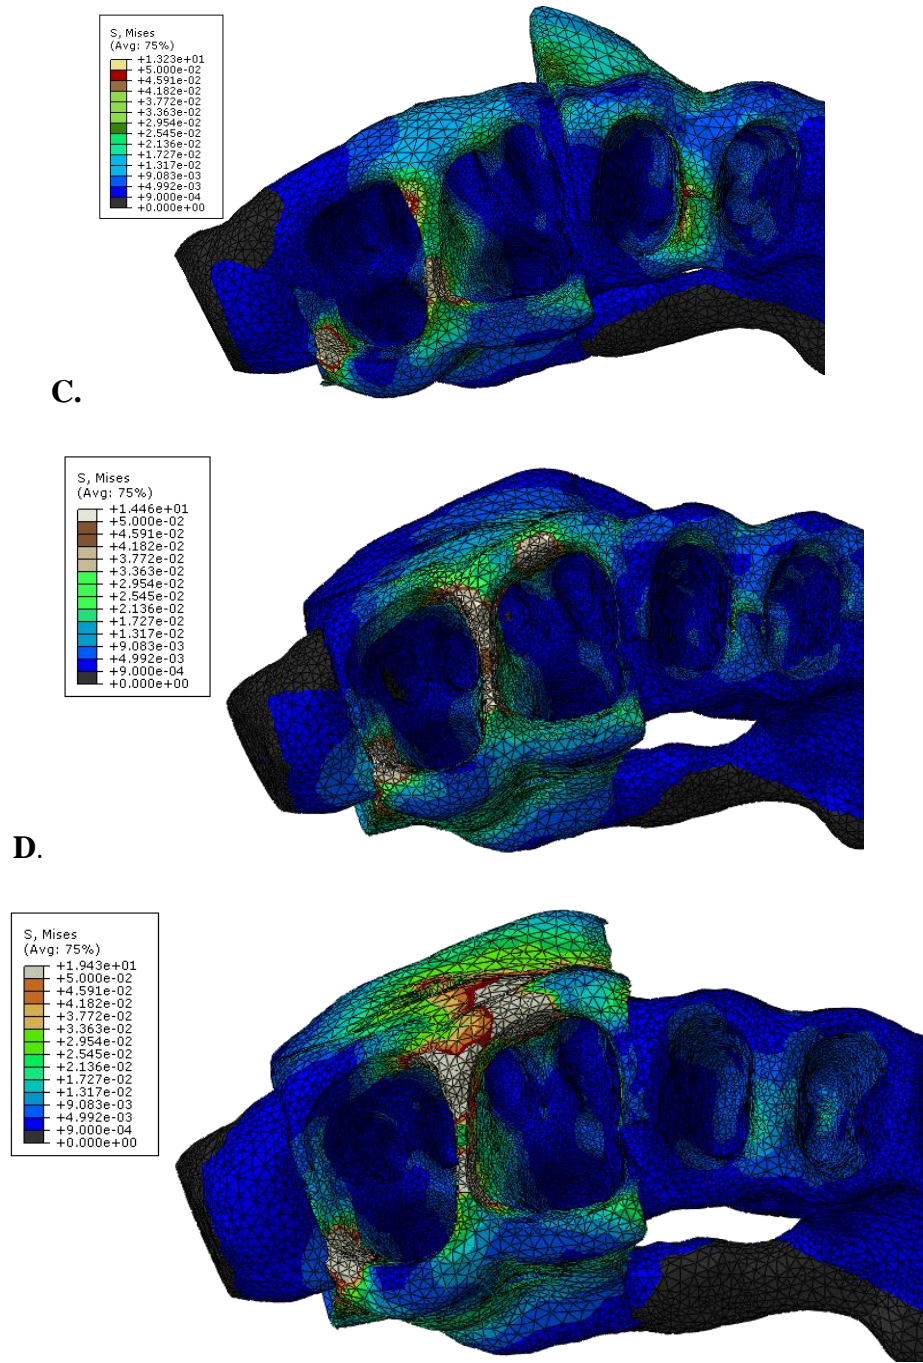 S, Mises
(Avg: 75%)
+1.323e+01
+5.000e-02
+4.591e-02
+4.182e-02
+3.772e-02
+3.363e-02
+2.954e-02
+2.545e-02
+2.136e-02
+1.727e-02
+1.317e-02
+9.083e-03
+4.992e-03
+9.000e-04
+0.000e+00
C.
S, Mises
(Avg: 75%)
+1.446e+01
+5.000e-02
+4.591e-02
+4.182e-02
+3.772e-02
+3.363e-02
+2.954e-02
+2.545e-02
+2.136e-02
+1.727e-02
+1.317e-02
+9.083e-03
+4.992e-03
+9.000e-04
+0.000e+00
D.
S, Mises
(Avg: 75%)
+1.943e+01
+5.000e-02
+4.591e-02
+4.182e-02
+3.772e-02
+3.363e-02
+2.954e-02
+2.545e-02
+2.136e-02
+1.727e-02
+1.317e-02
+9.083e-03
+4.992e-03
+9.000e-04
+0.000e+00